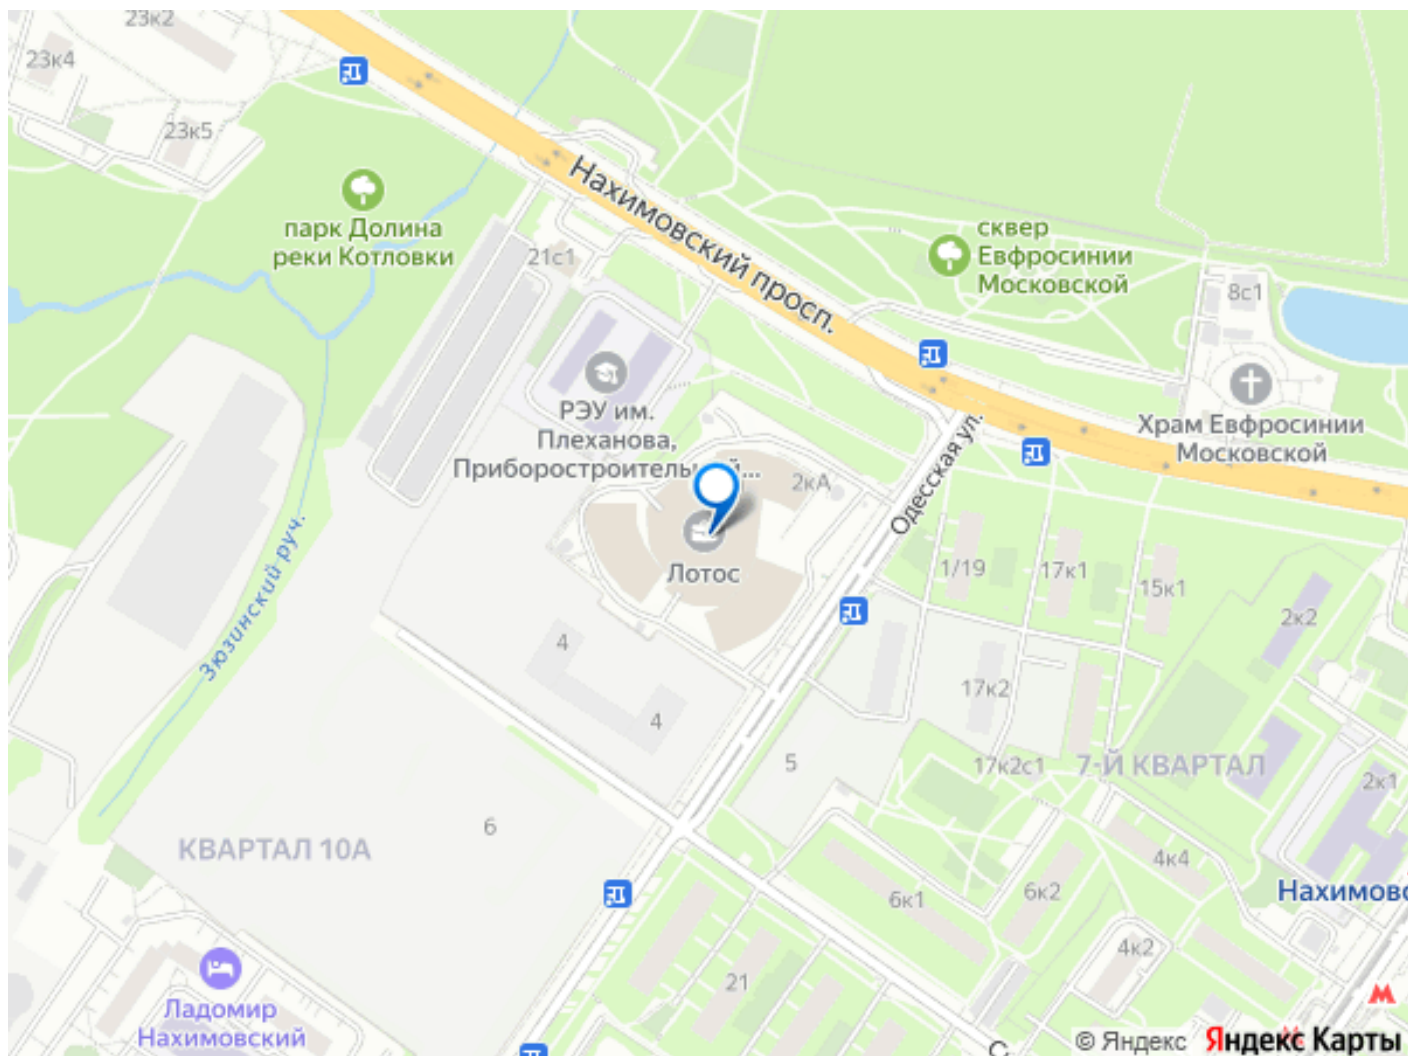 23к2
23к4
23к5
Нахимовский просп.
парк Долина
реки Котловки
21с1
сквер
Евфросинии
Московской
8с1
РЭУ им.
Плеханова,
Приборостроительный...
Храм Евфросинии
Московской
2кА
Одесская ул.
Лотос
Зюзинский руч.
1/19
17к1
15к1
2к2
4
17к2
4
5
17к2с1
7-Й КВАРТАЛ
2к1
6
КВАРТАЛ 10А
4к4
6к1
6к2
Нахимовс
4к2
21
Ладомир
Нахимовский
С
© Яндекс Яндекс Карты